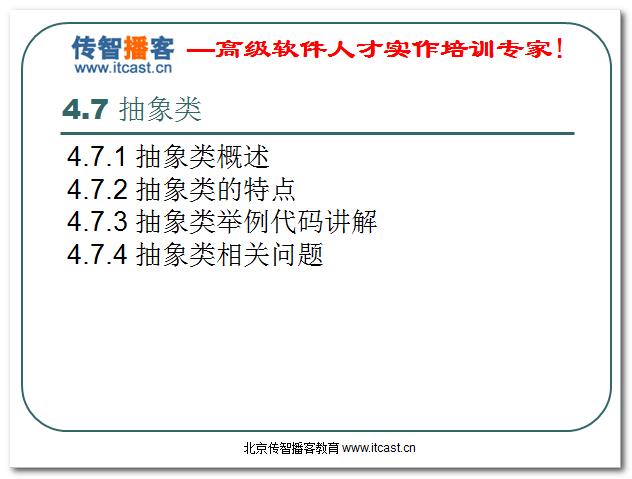 传智播客 —高级软件人才实作培训专家!
www.itcast.cn
4.7 抽象类
4.7.1 抽象类概述
4.7.2 抽象类的特点
4.7.3 抽象类举例代码讲解
4.7.4 抽象类相关问题
北京传智播客教育 www.itcast.cn